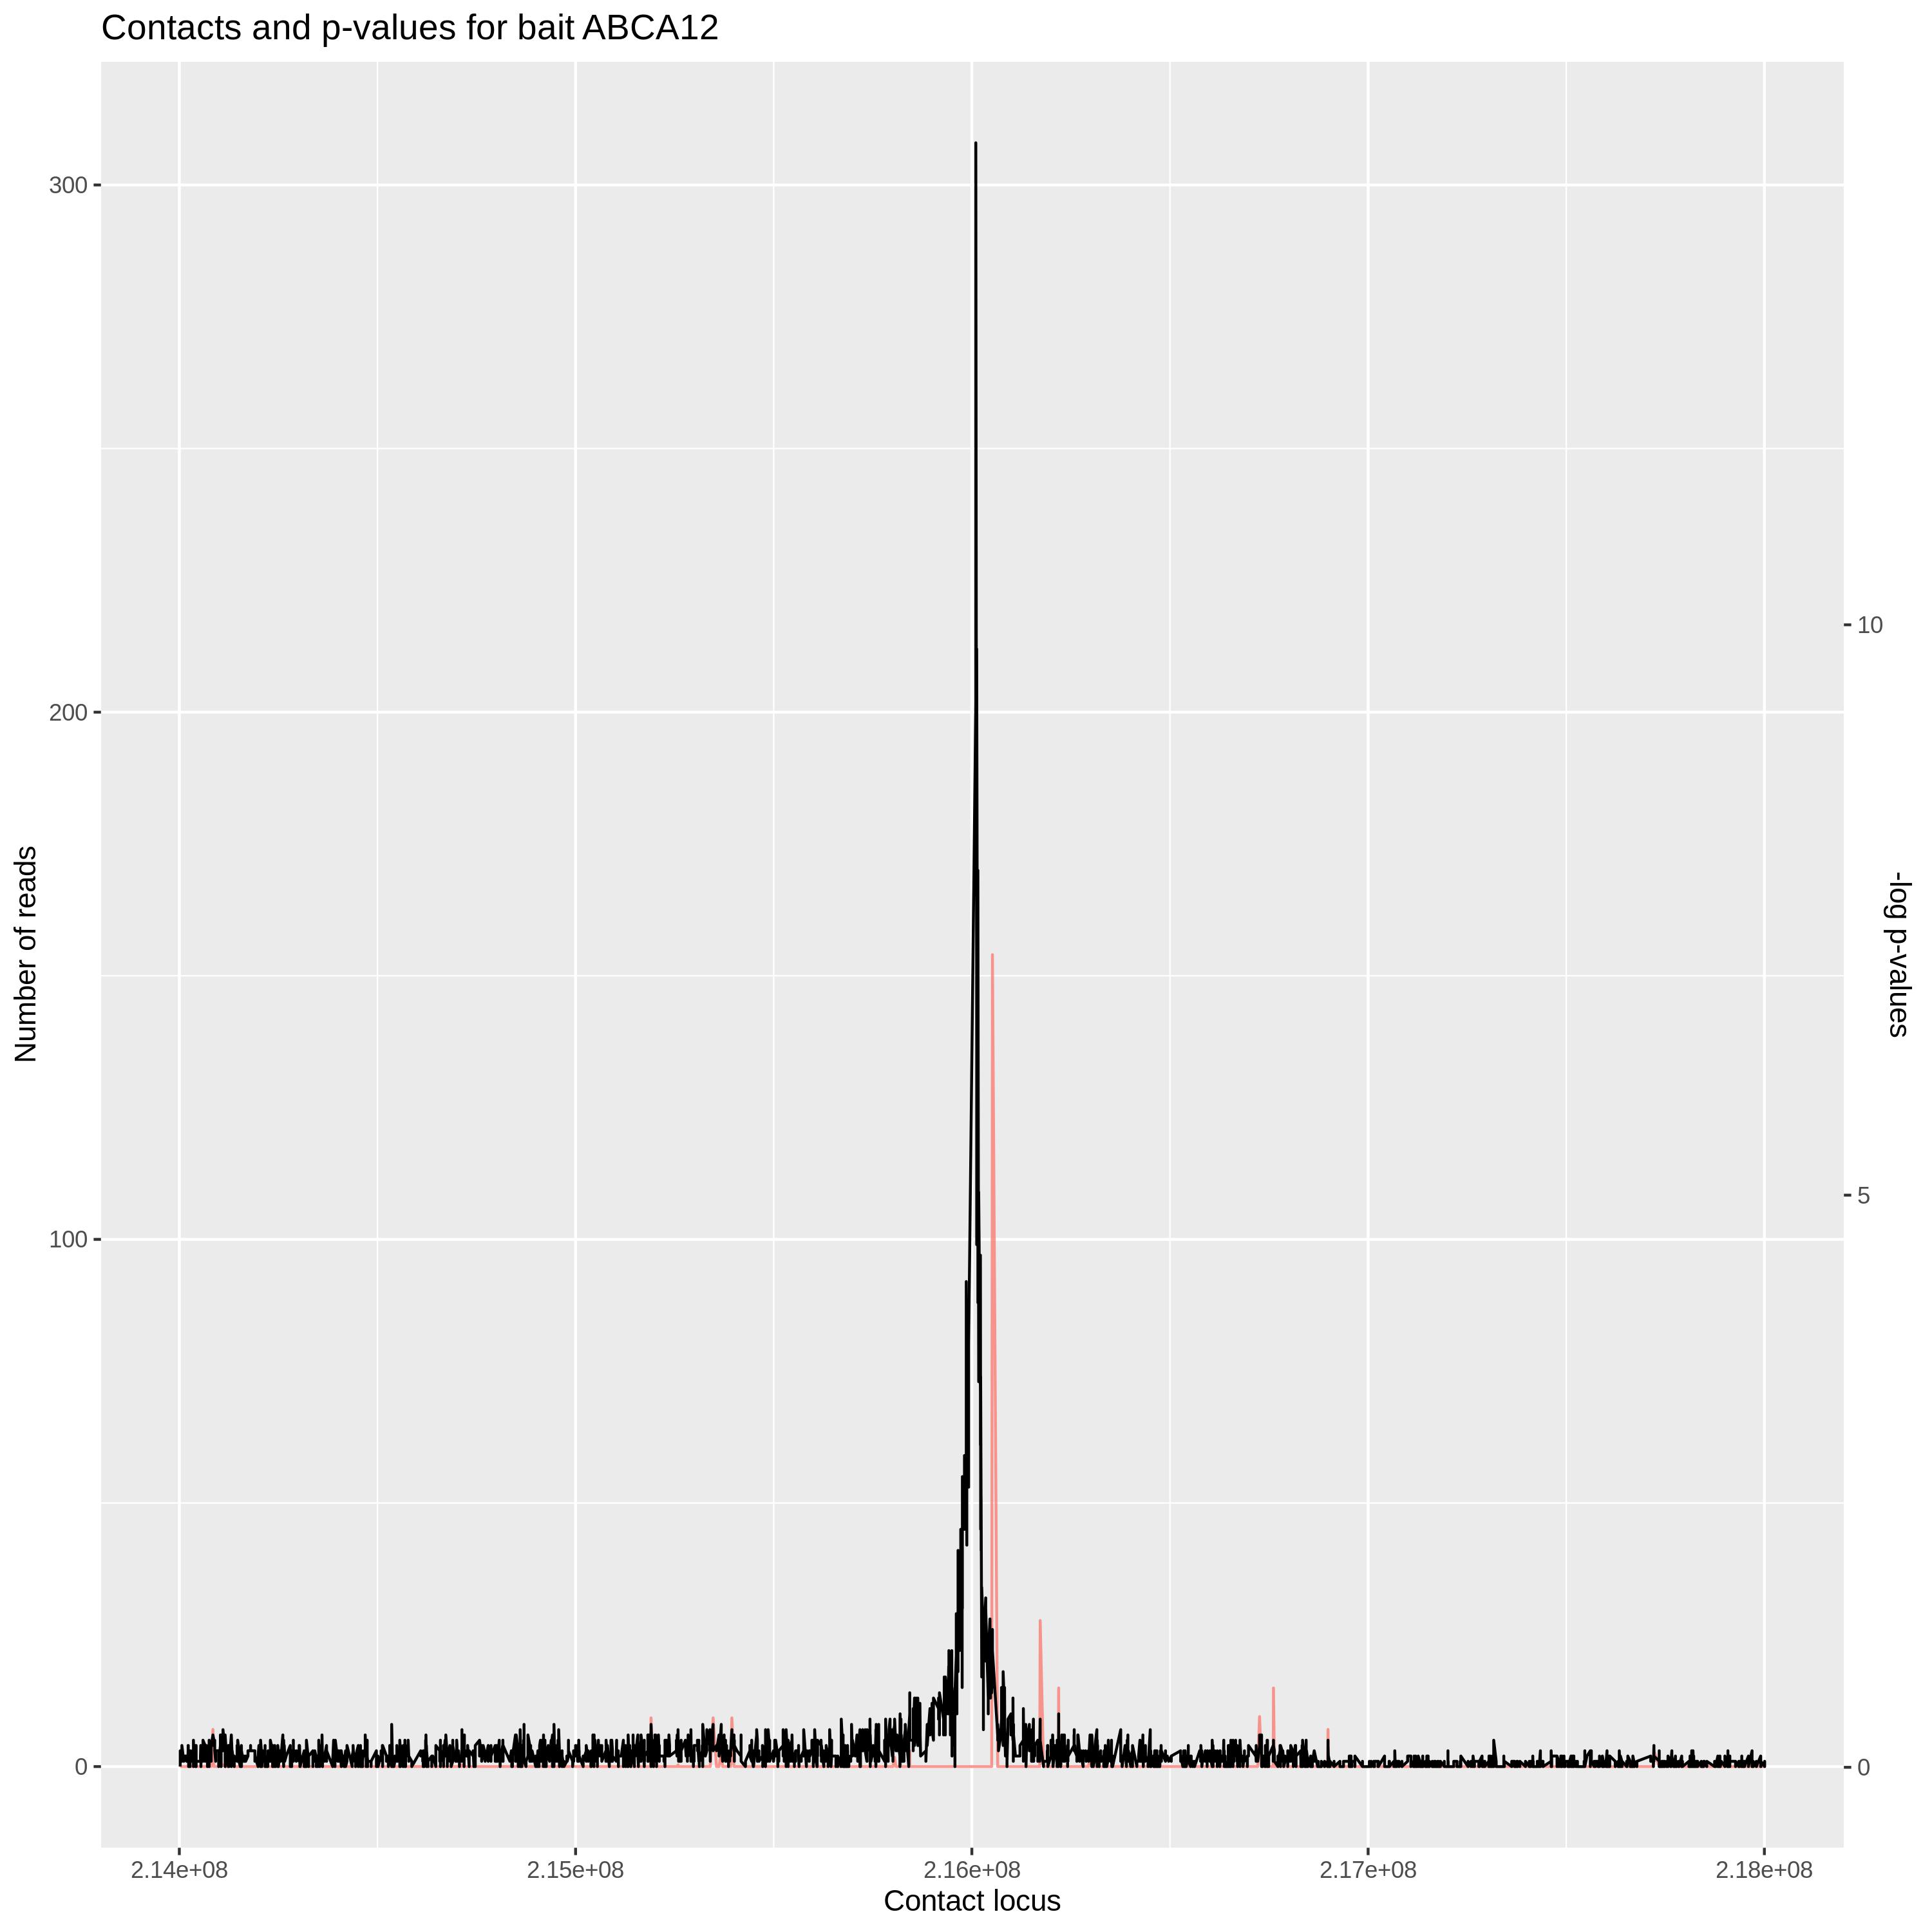 Contacts and p-values for bait ABCA12
300
200
100
0
Number of reads
10
5
0
-log p-values
2.14e+08
2.15e+08
2.16e+08
2.17e+08
2.18e+08
Contact locus